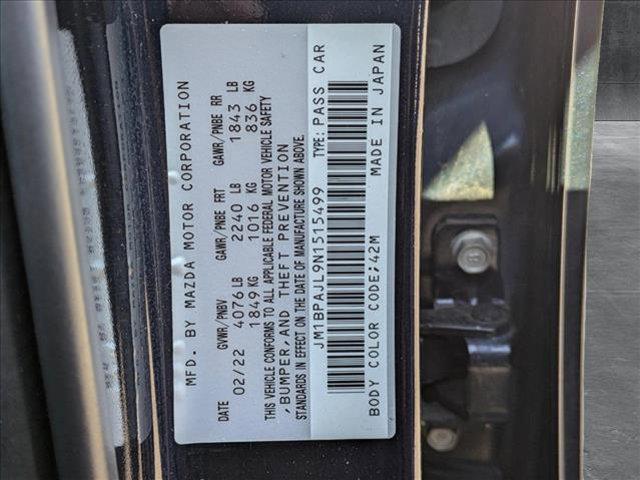 MFD. BY MAZDA MOTOR CORPORATION
DATE GVWR/PNBV GAWR/PNBE FRT GAWR/PNBE RR
02/22 4076 LB 2240 LB 1843 LB
1849 KG 1016 KG 836 KG
THIS VEHICLE CONFORMS TO ALL APPLICABLE FEDERAL MOTOR VEHICLE SAFETY
,BUMPER,AND THEFT PREVENTION
STANDARDS IN EFFECT ON THE DATE OF MANUFACTURE SHOWN ABOVE.
JM1BPAJL9N1515499 TYPE: PASS CAR
BODY COLOR CODE;42M MADE IN JAPAN